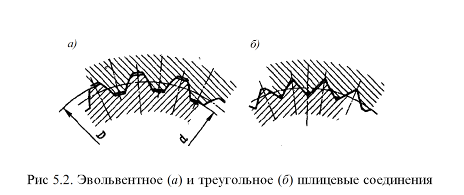 а) б)
D d
Рис 5.2. Эвольвентное (а) и треугольное (б) шлицевые соединения